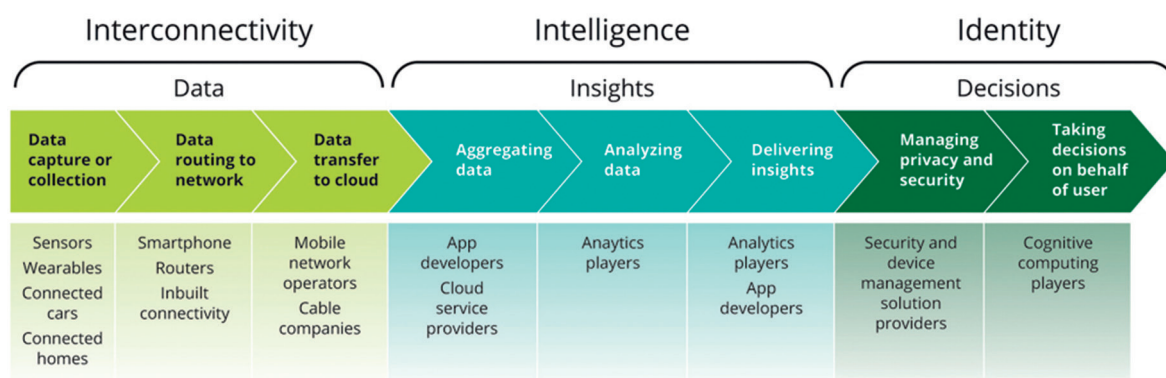 Interconnectivity
Intelligence
Identity
Data
Insights
Decisions
Data
capture or
collection
Data
routing to
network
Data
transfer
to cloud
Aggregating
data
Analyzing
data
Delivering
insights
Managing
privacy and
security
Taking
decisions
on behalf
of user
Sensors
Wearables
Connected
cars
Connected
homes
Smartphone
Routers
Inbuilt
connectivity
Mobile
network
operators
Cable
companies
App
developers
Cloud
service
providers
Anaytics
players
Analytics
players
App
developers
Security and
device
management
solution
providers
Cognitive
computing
players